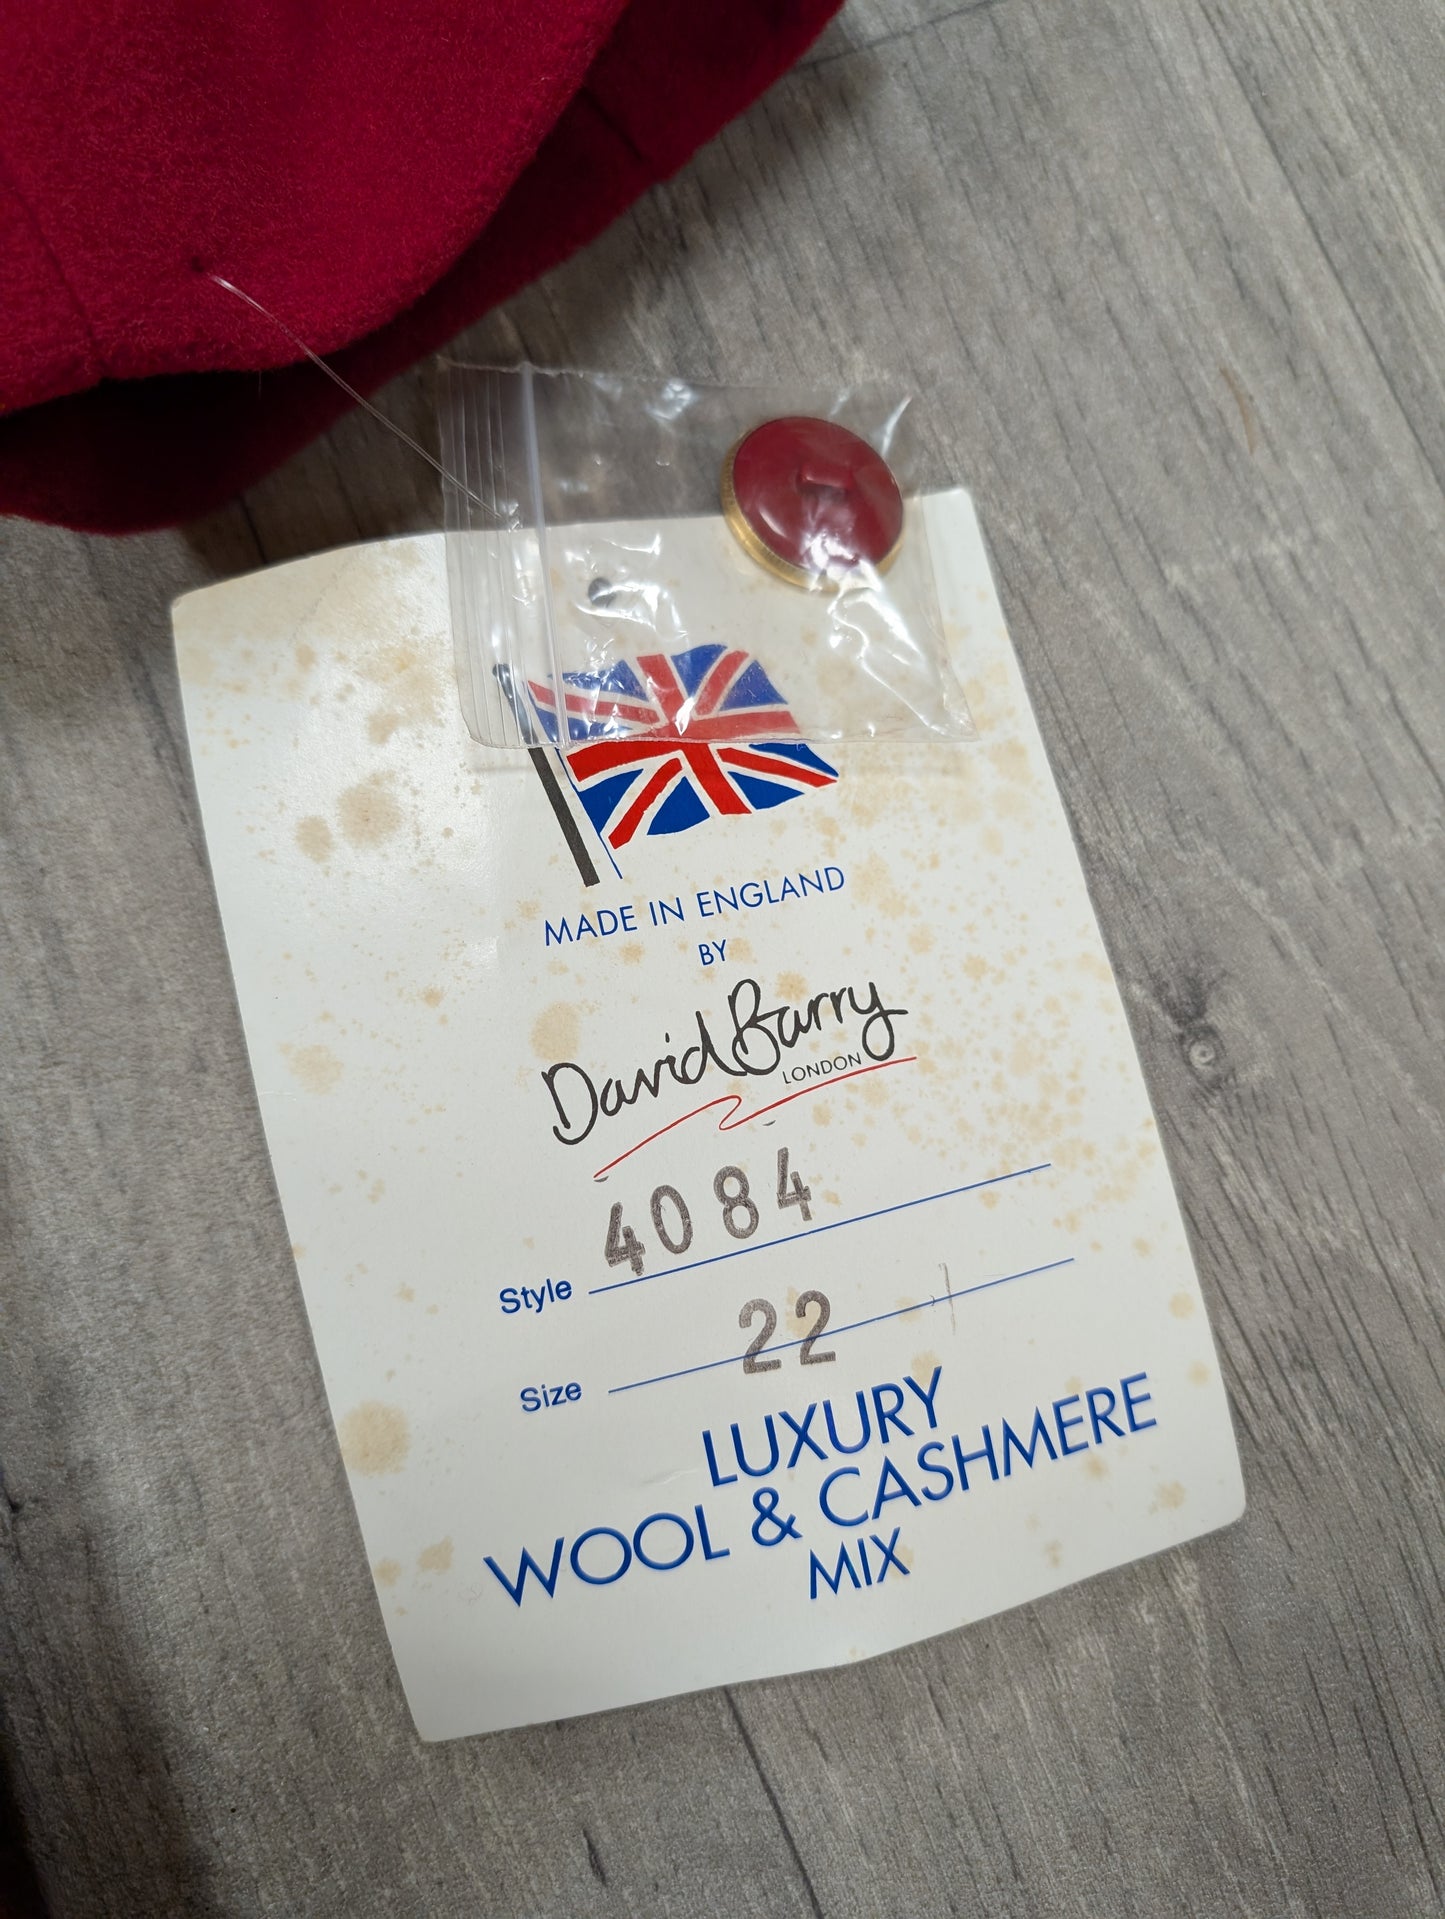 MADE IN ENGLAND
BY
David Barry
LONDON
Style 4084
Size 22
LUXURY
WOOL & CASHMERE
MIX